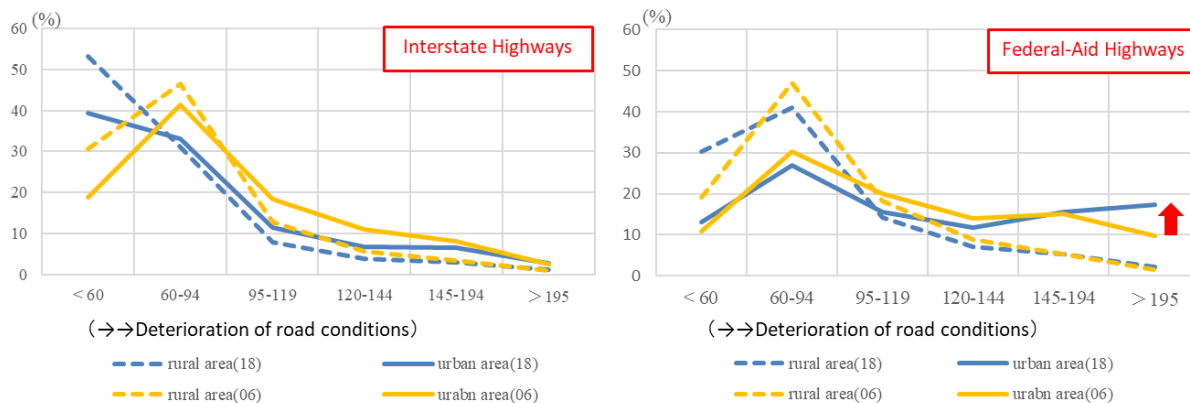 (%)
Interstate Highways
60
50
40
30
20
10
0
< 60
60-94
95-119
120-144
145-194
＞195
(→→Deterioration of road conditions)
rural area(18)
urban area(18)
rural area(06)
urabn area(06)
(%)
Federal-Aid Highways
60
50
40
30
20
10
0
< 60
60-94
95-119
120-144
145-194
＞195
(→→Deterioration of road conditions)
rural area(18)
urban area(18)
rural area(06)
urabn area(06)